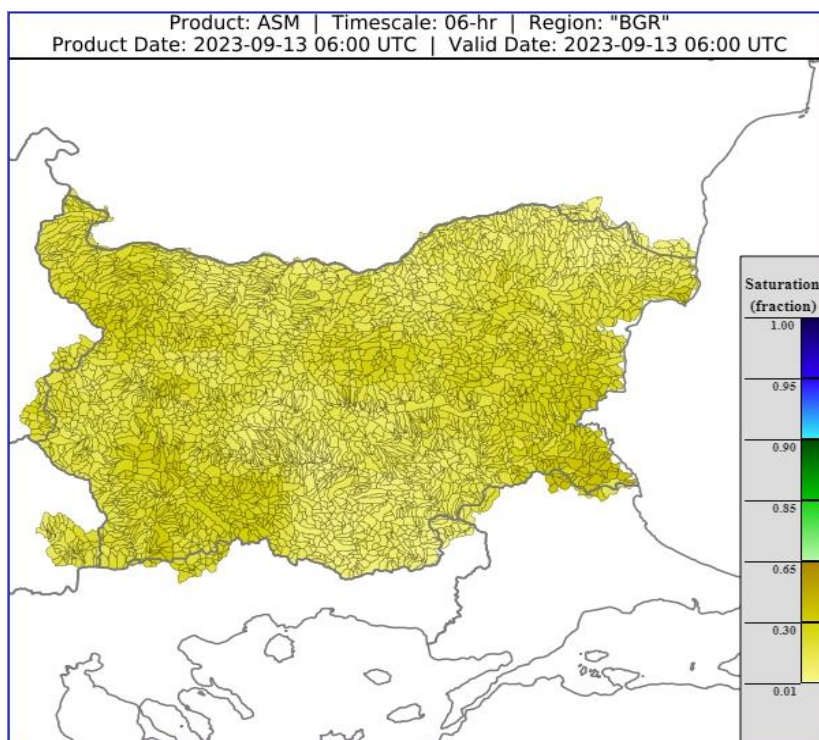 Product: ASM | Timescale: 06-hr | Region: "BGR"
Product Date: 2023-09-13 06:00 UTC | Valid Date: 2023-09-13 06:00 UTC
Saturation
(fraction)
1.00
0.95
0.90
0.85
0.65
0.30
0.01